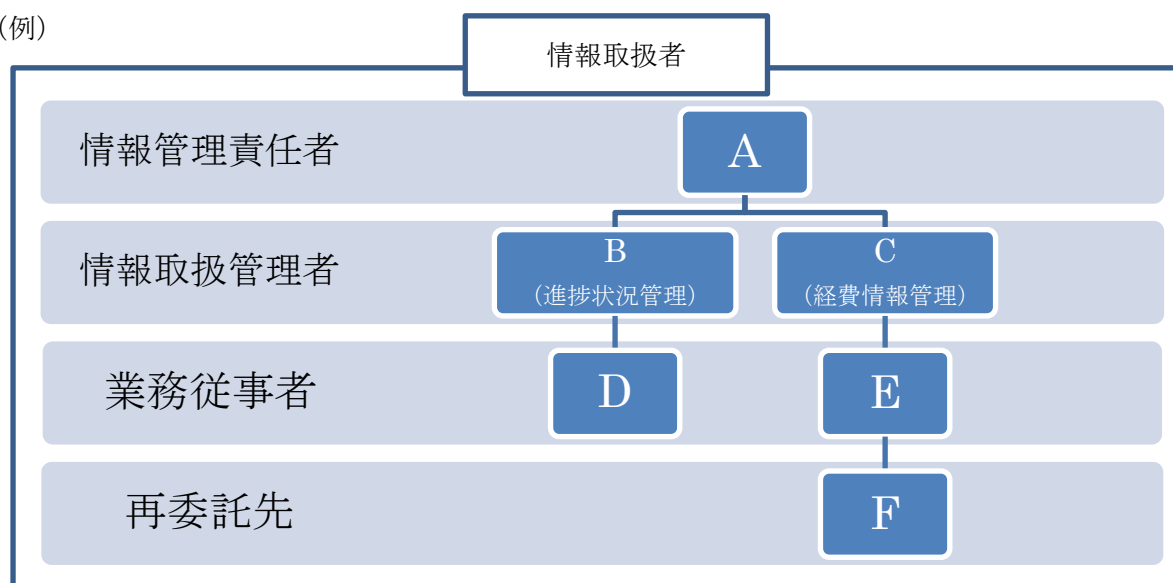 (例)
情報取扱者
情報管理責任者
A
情報取扱管理者
B
(進捗状況管理)
C
(経費情報管理)
業務従事者
D
E
再委託先
F